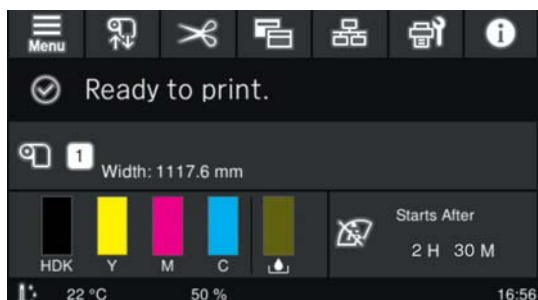 Menu
Ready to print.
1
Width: 1117.6 mm
HDK Y M C
Starts After
2 H 30 M
22 °C 50 % 16:56